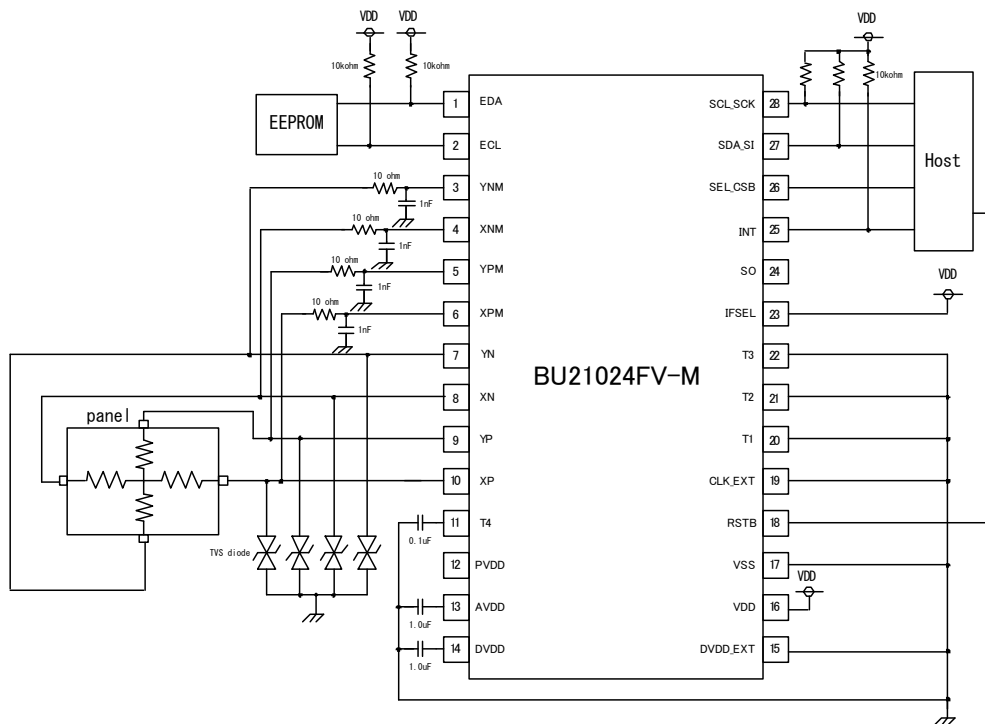 VDD VDD
10kohm 10kohm
VDD
10kohm
EEPROM
Host
1 EDA
2 ECL
3 YNM
4 XNM
5 YPM
6 XPM
7 YN
8 XN
9 YP
10 XP
11 T4
12 PVDD
13 AVDD
14 DVDD
SCL_SCK 28
SDA_SI 27
SEL_CSB 26
INT 25
SO 24
IFSEL 23
T3 22
T2 21
T1 20
CLK_EXT 19
RSTB 18
VSS 17
VDD 16
DVDD_EXT 15
BU21024FV-M
10 ohm
1nF
10 ohm
1nF
10 ohm
1nF
10 ohm
1nF
panel
TVS diode
0.1uF
1.0uF
1.0uF
VDD
VDD